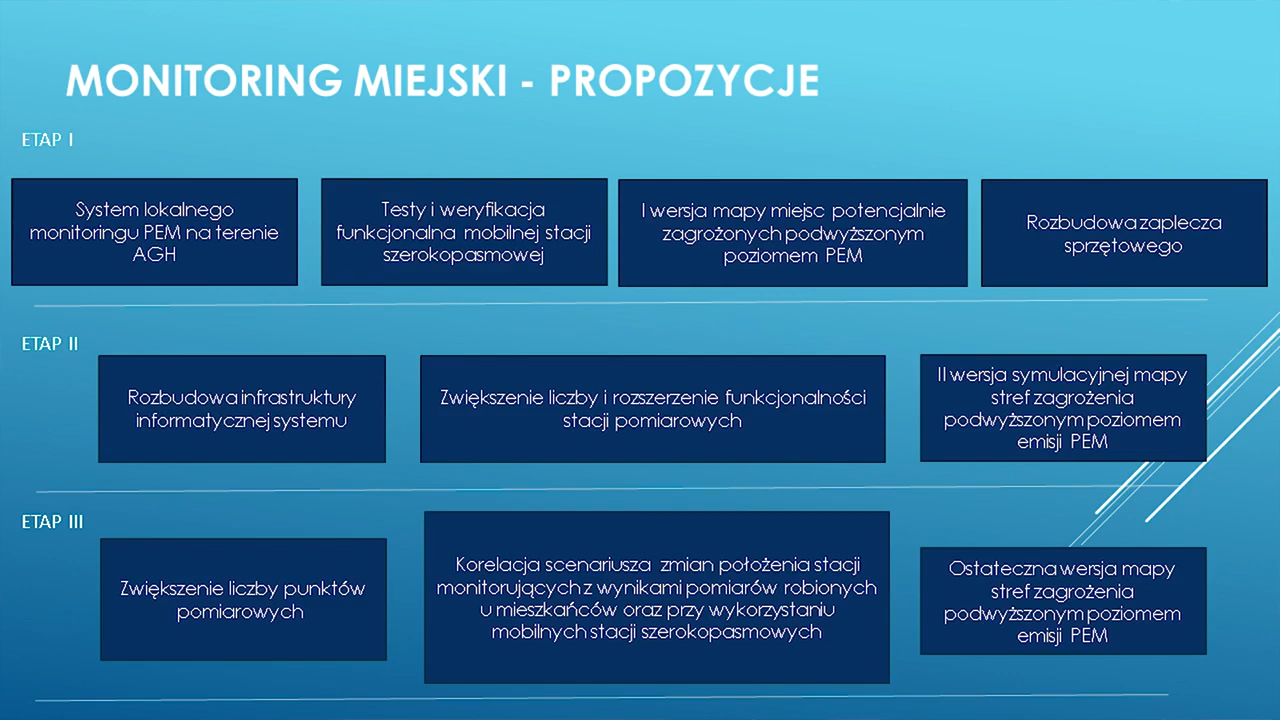 MONITORING MIEJSKI - PROPOZYCJE
ETAP I
System lokalnego
monitoringu PEM na terenie
AGH
Testy i weryfikacja
funkcjonalna mobilnej stacji
szerokopasmowej
I wersja mapy miejsc potencjalnie
zagrożonych podwyższonym
poziomem PEM
Rozbudowa zaplecza
sprzętowego
ETAP II
Rozbudowa infrastruktury
informatycznej systemu
Zwiększenie liczby i rozszerzenie funkcjonalności
stacji pomiarowych
II wersja symulacyjnej mapy
stref zagrożenia
podwyższonym poziomem
emisji PEM
ETAP III
Zwiększenie liczby punktów
pomiarowych
Korelacja scenariusza zmian położenia stacji
monitorujących z wynikami pomiarów robionych
u mieszkańców oraz przy wykorzystaniu
mobilnych stacji szerokopasmowych
Ostateczna wersja mapy
stref zagrożenia
podwyższonym poziomem
emisji PEM